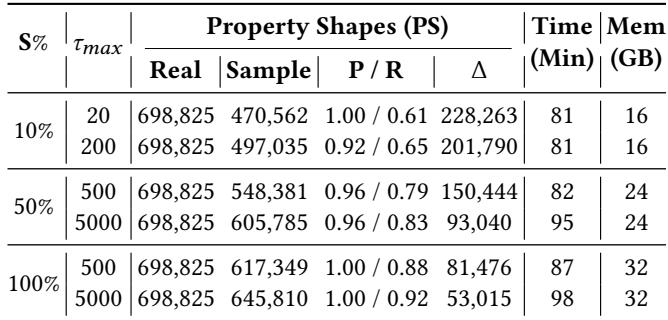 S% τmax Property Shapes (PS) Time (Min) Mem (GB)
Real Sample P / R Δ
10% 20 698,825 470,562 1.00 / 0.61 228,263 81 16
200 698,825 497,035 0.92 / 0.65 201,790 81 16
50% 500 698,825 548,381 0.96 / 0.79 150,444 82 24
5000 698,825 605,785 0.96 / 0.83 93,040 95 24
100% 500 698,825 617,349 1.00 / 0.88 81,476 87 32
5000 698,825 645,810 1.00 / 0.92 53,015 98 32